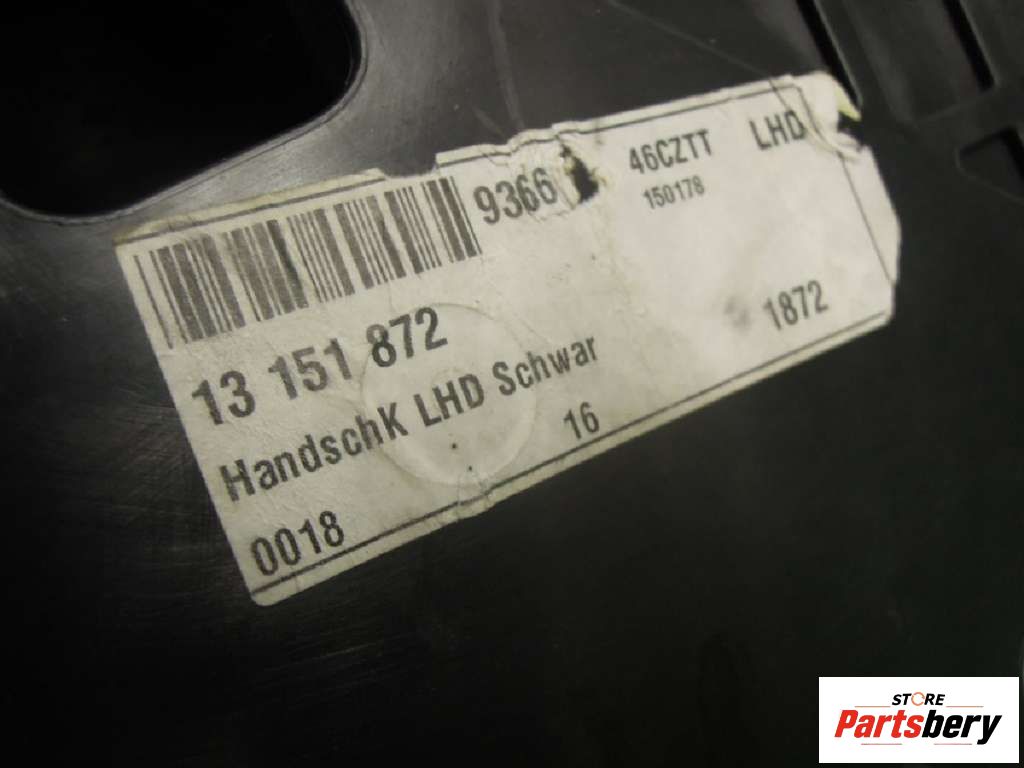 9366 46CZTT LHD
150178
13 151 872
HandschK LHD Schwar 1872
0018 16
STORE
Partsbery